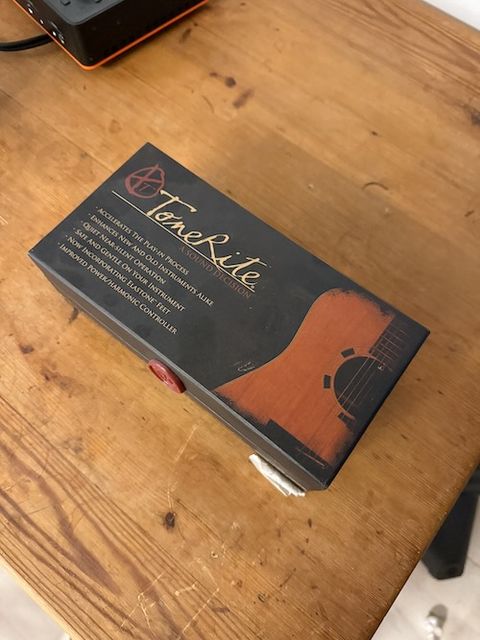 ToneRite
A Sound Decision
- Accelerates The Play-in Process
- Enhances New And Old Instruments Alike
- Quiet Near-Silent Operation
- Safe And Gentle On Your Instrument
- Now Incorporating Elastone: Feet
- Improved Power/Harmonic Controller